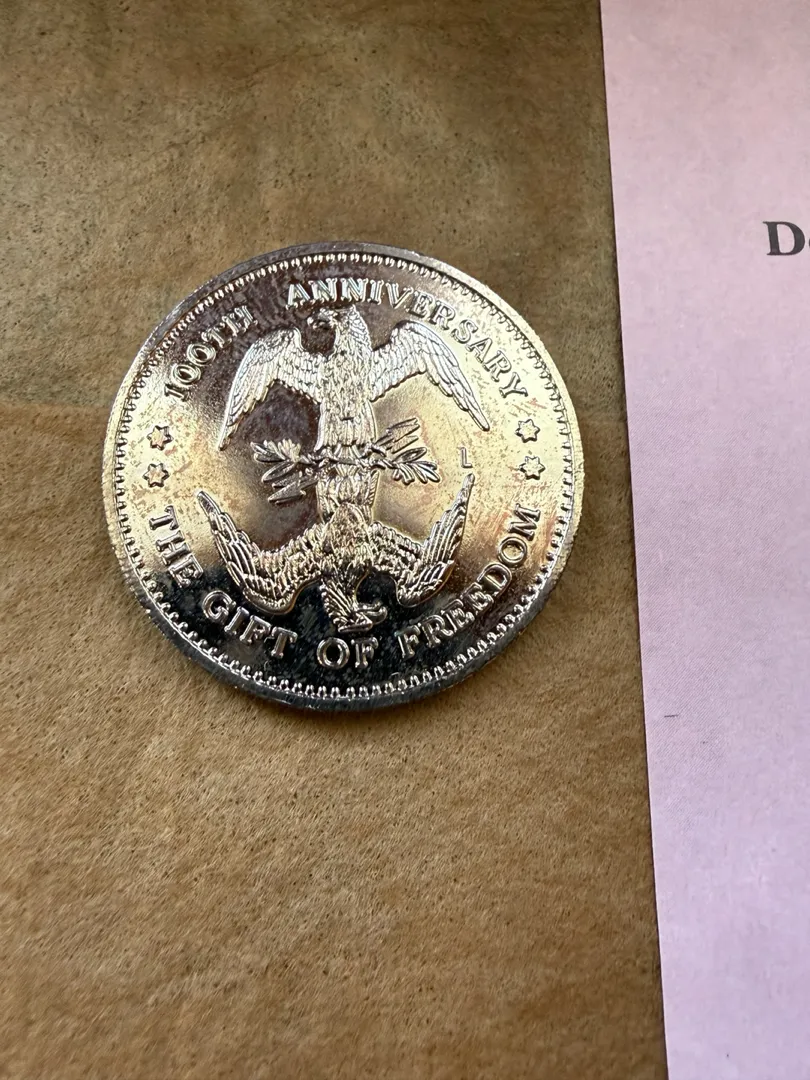 100TH ANNIVERSARY
L
THE GIFT OF FREEDOM